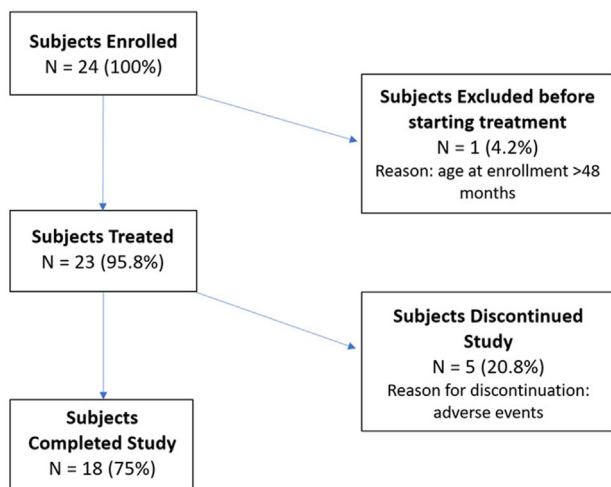 Subjects Enrolled
N = 24 (100%)
Subjects Excluded before
starting treatment
N = 1 (4.2%)
Reason: age at enrollment >48
months
Subjects Treated
N = 23 (95.8%)
Subjects Discontinued
Study
N = 5 (20.8%)
Reason for discontinuation:
adverse events
Subjects
Completed Study
N = 18 (75%)